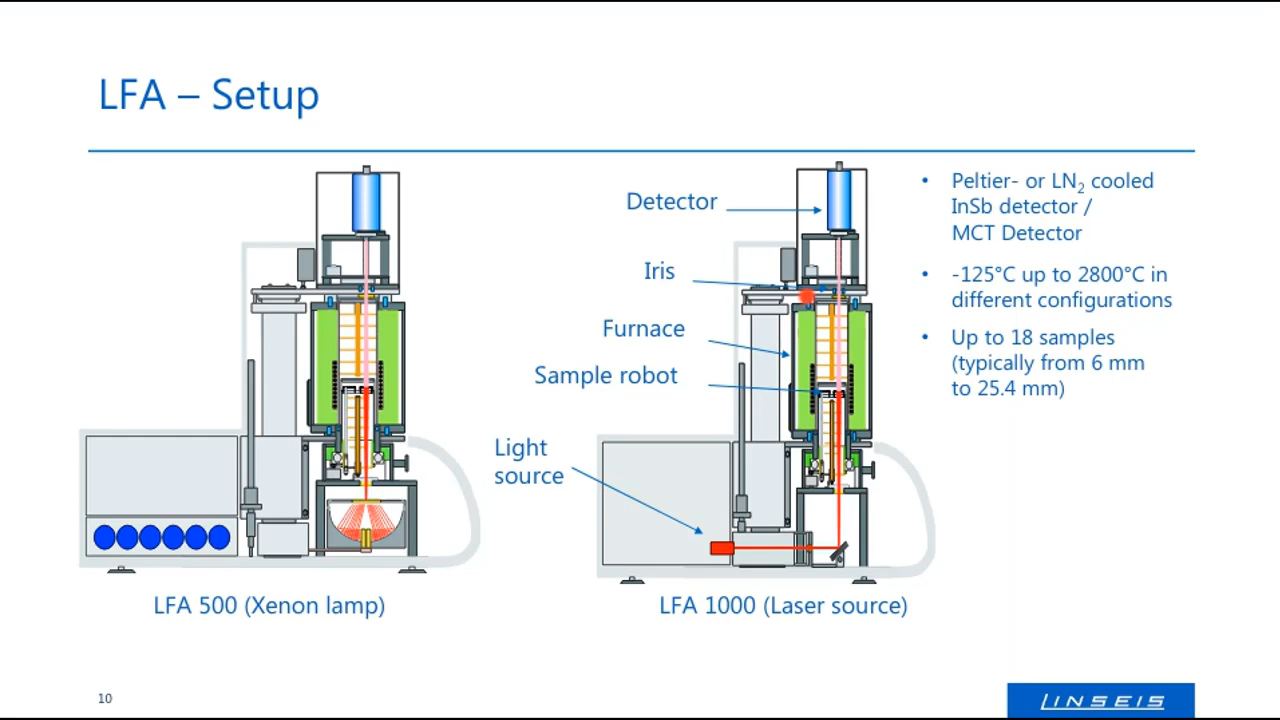 LFA – Setup
Detector
Iris
Furnace
Sample robot
Light
source
LFA 500 (Xenon lamp)
LFA 1000 (Laser source)
• Peltier- or LN₂ cooled
InSb detector /
MCT Detector
• -125°C up to 2800°C in
different configurations
• Up to 18 samples
(typically from 6 mm
to 25.4 mm)
10
LINSEIS